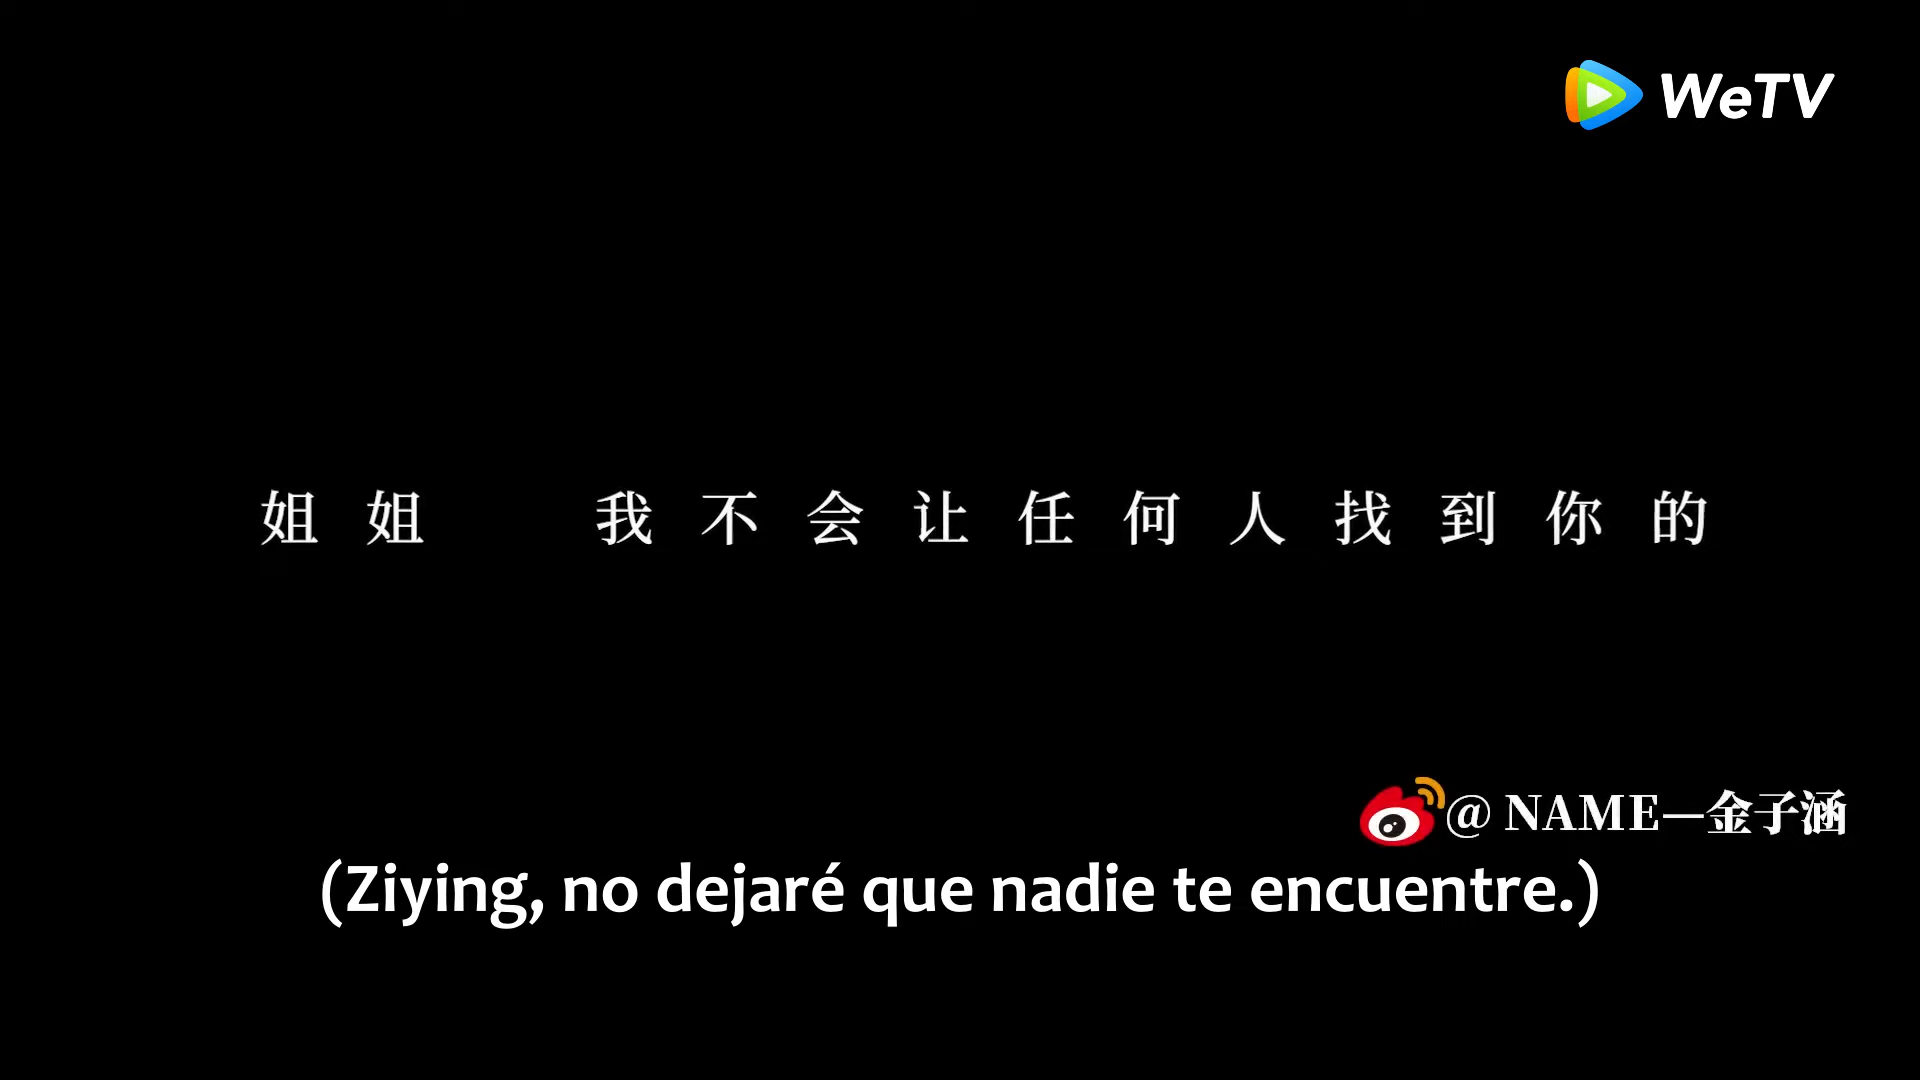 WeTV
姐姐 我不会让任何人找到你的
@ NAME—金子涵
(Ziying, no dejaré que nadie te encuentre.)